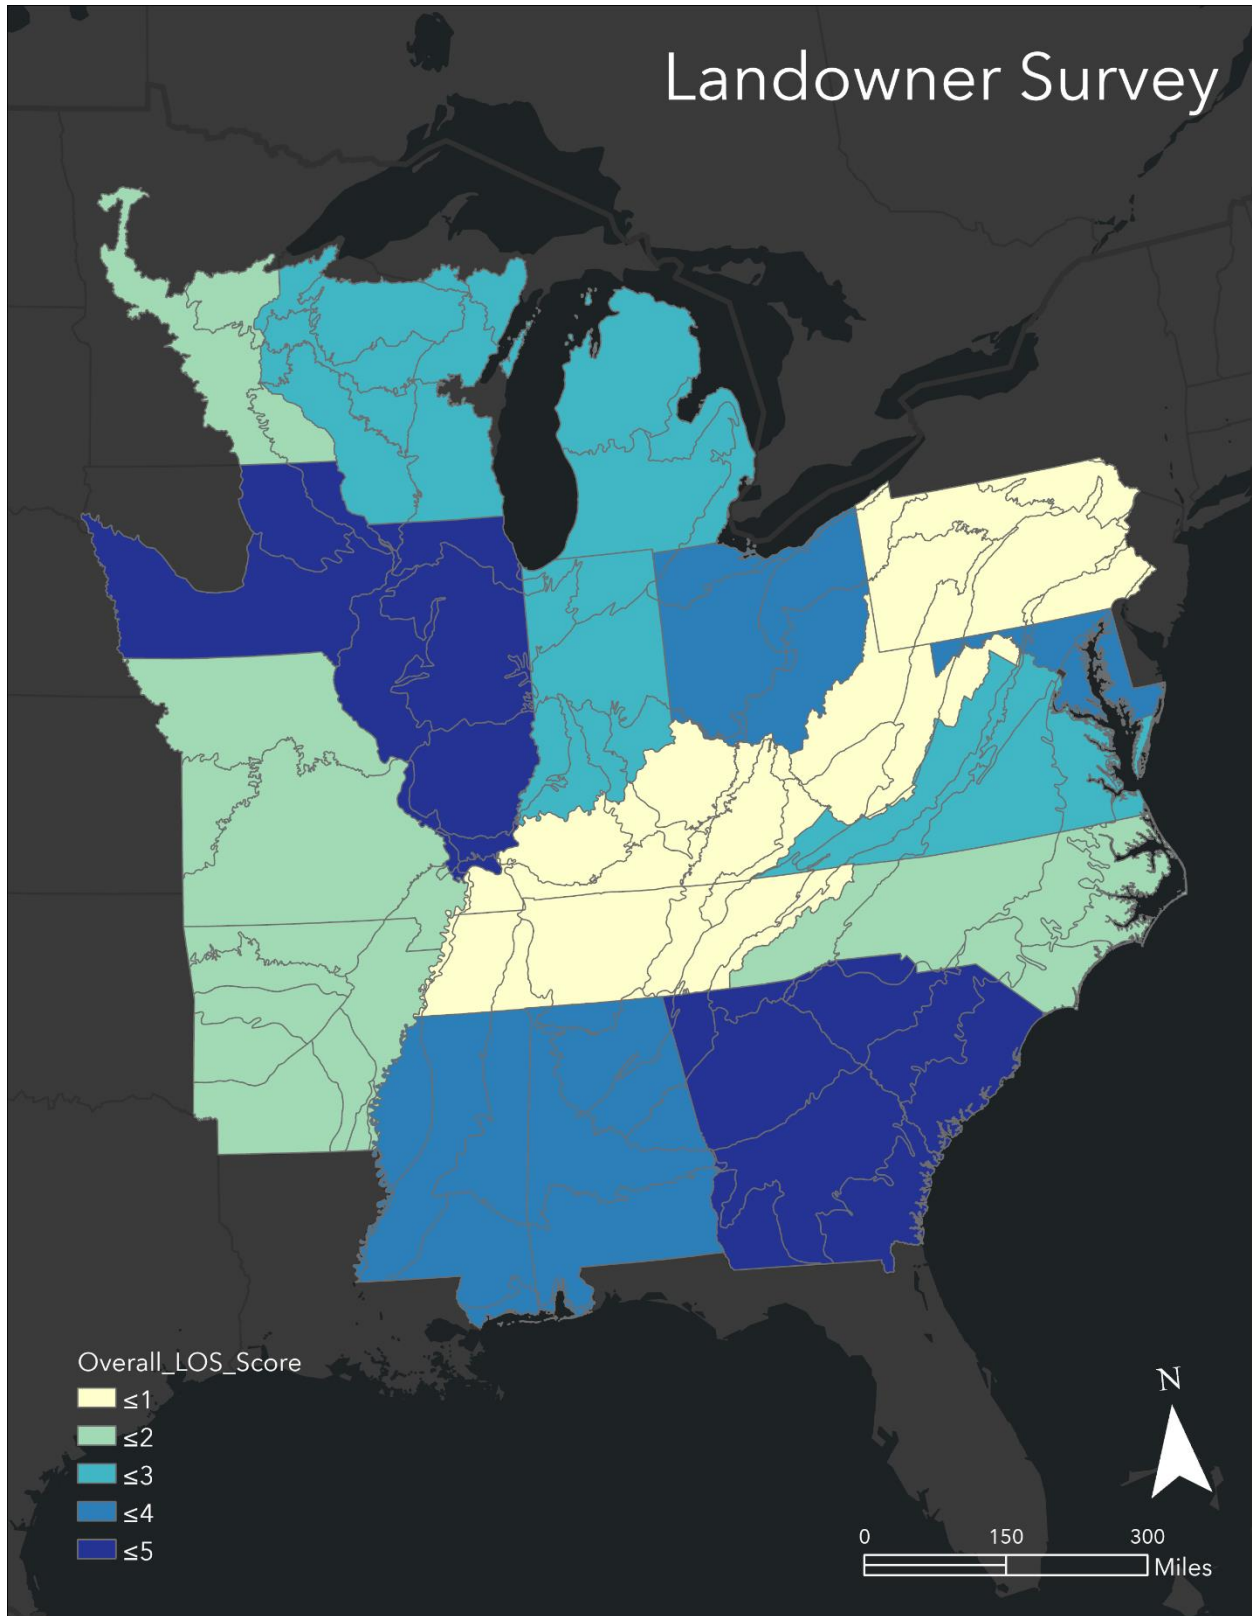 Landowner Survey
Overall_LOS_Score
≤1
≤2
≤3
≤4
≤5
N
0 150 300
Miles